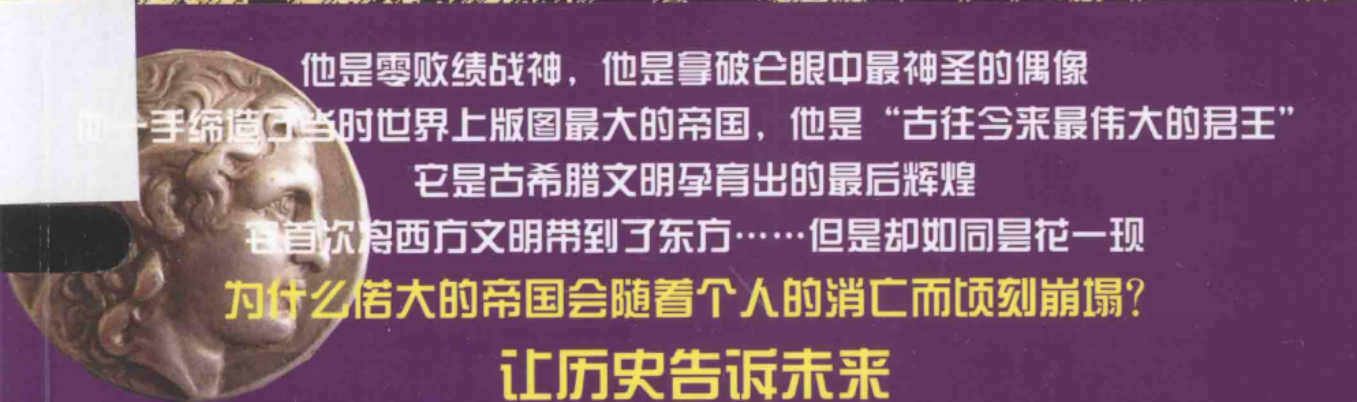 他是零败绩战神，他是拿破仑眼中最神圣的偶像
他一手缔造了当时世界上版图最大的帝国，他是“古往今来最伟大的君王”
它是古希腊文明孕育出的最后辉煌
它首次将西方文明带到了东方……但是却如同昙花一现
为什么偌大的帝国会随着个人的消亡而顷刻崩塌？
让历史告诉未来